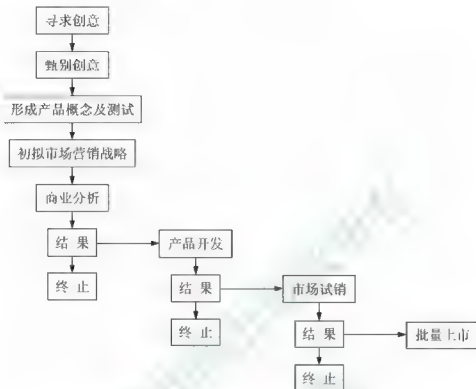 寻求创意
甄别创意
形成产品概念及测试
初拟市场营销战略
商业分析
结 果
产品开发
终 止
结 果
市场试销
终 止
结 果
批量上市
终 止